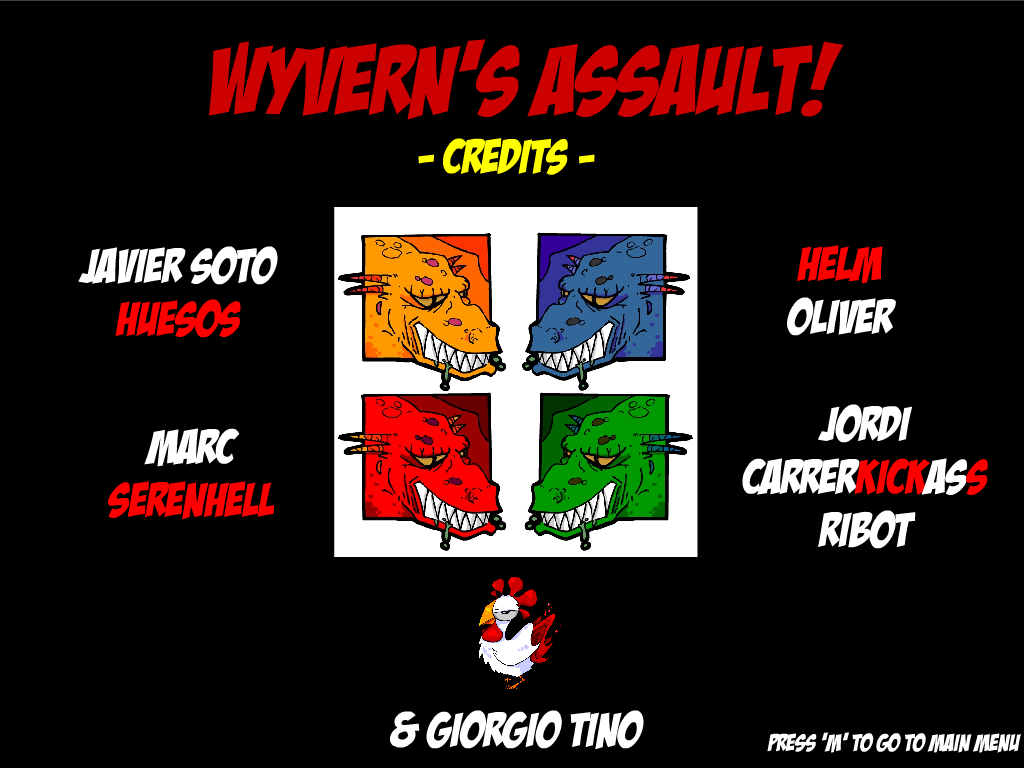 WYVERN'S ASSAULT!
- CREDITS -
JAVIER SOTO
HUESOS
HELM
OLIVER
MARC
SERENHELL
JORDI
CARRERKICKASS
RIBOT
& GIORGIO TINO
PRESS 'M' TO GO TO MAIN MENU